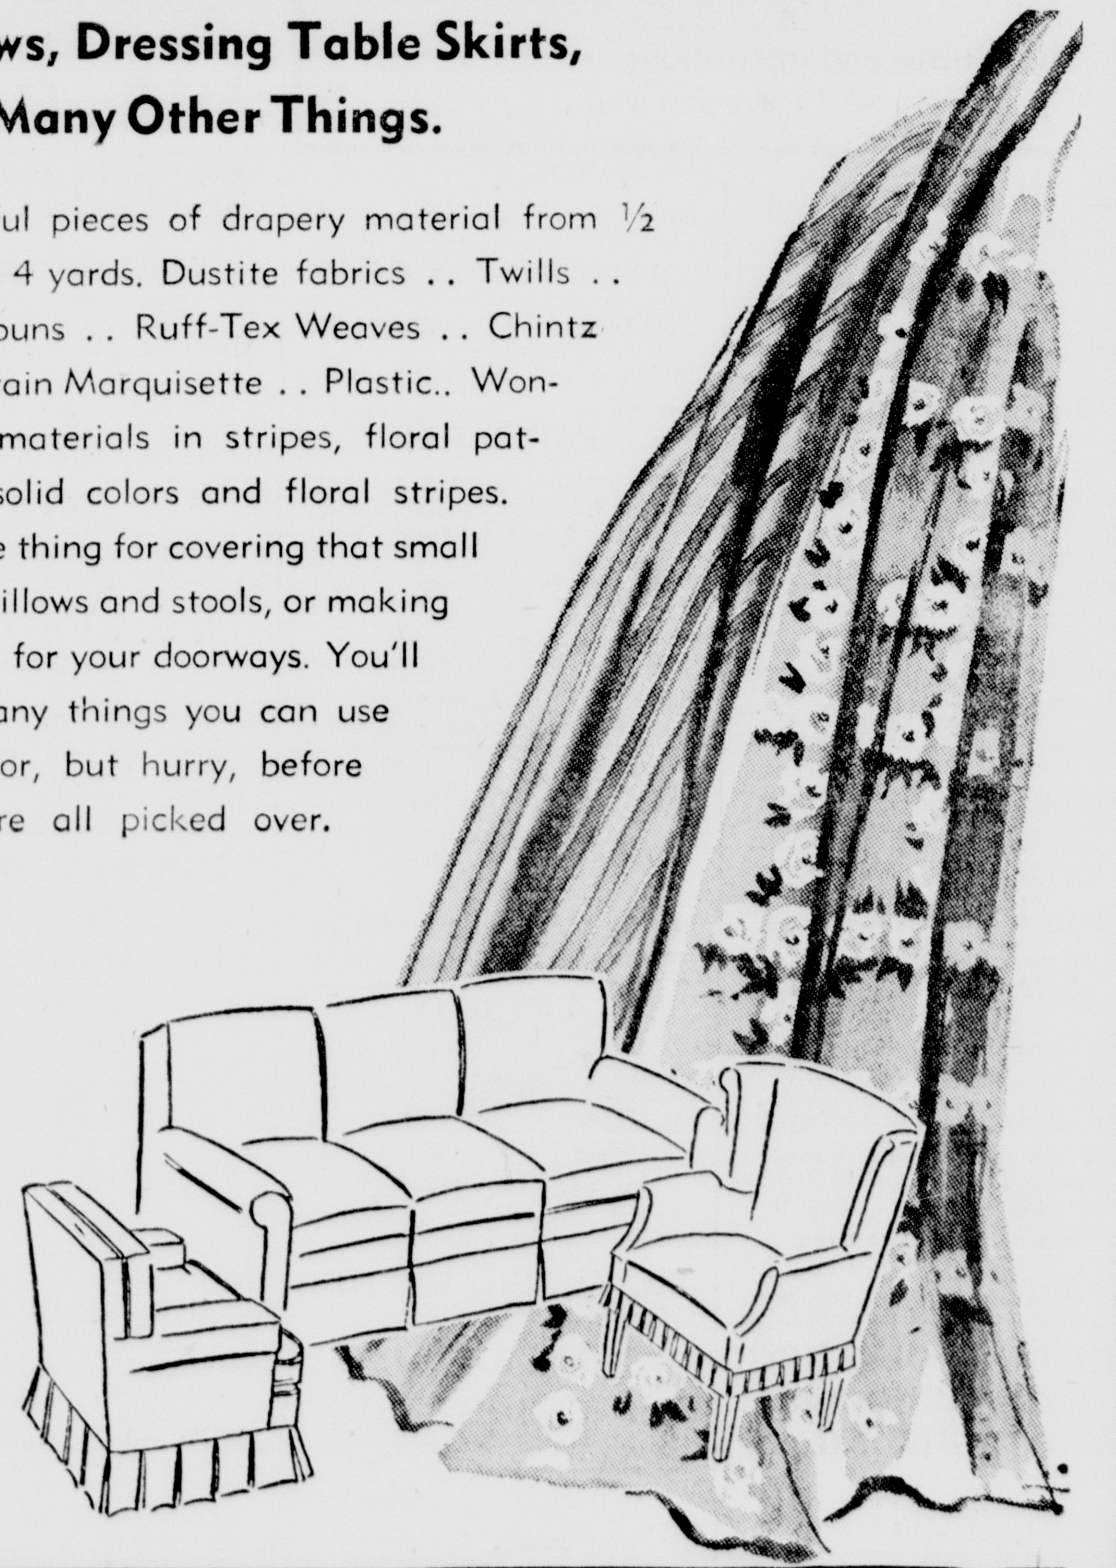 ws, Dressing Table Skirts,
Many Other Things.
ful pieces of drapery material from ½
4 yards. Dustite fabrics . . Twills . .
ouns . . Ruff-Tex Weaves . . Chintz
ain Marquisette . . Plastic.. Won-
materials in stripes, floral pat-
solid colors and floral stripes.
e thing for covering that small
illows and stools, or making
for your doorways. You'll
any things you can use
or, but hurry, before
re all picked over.